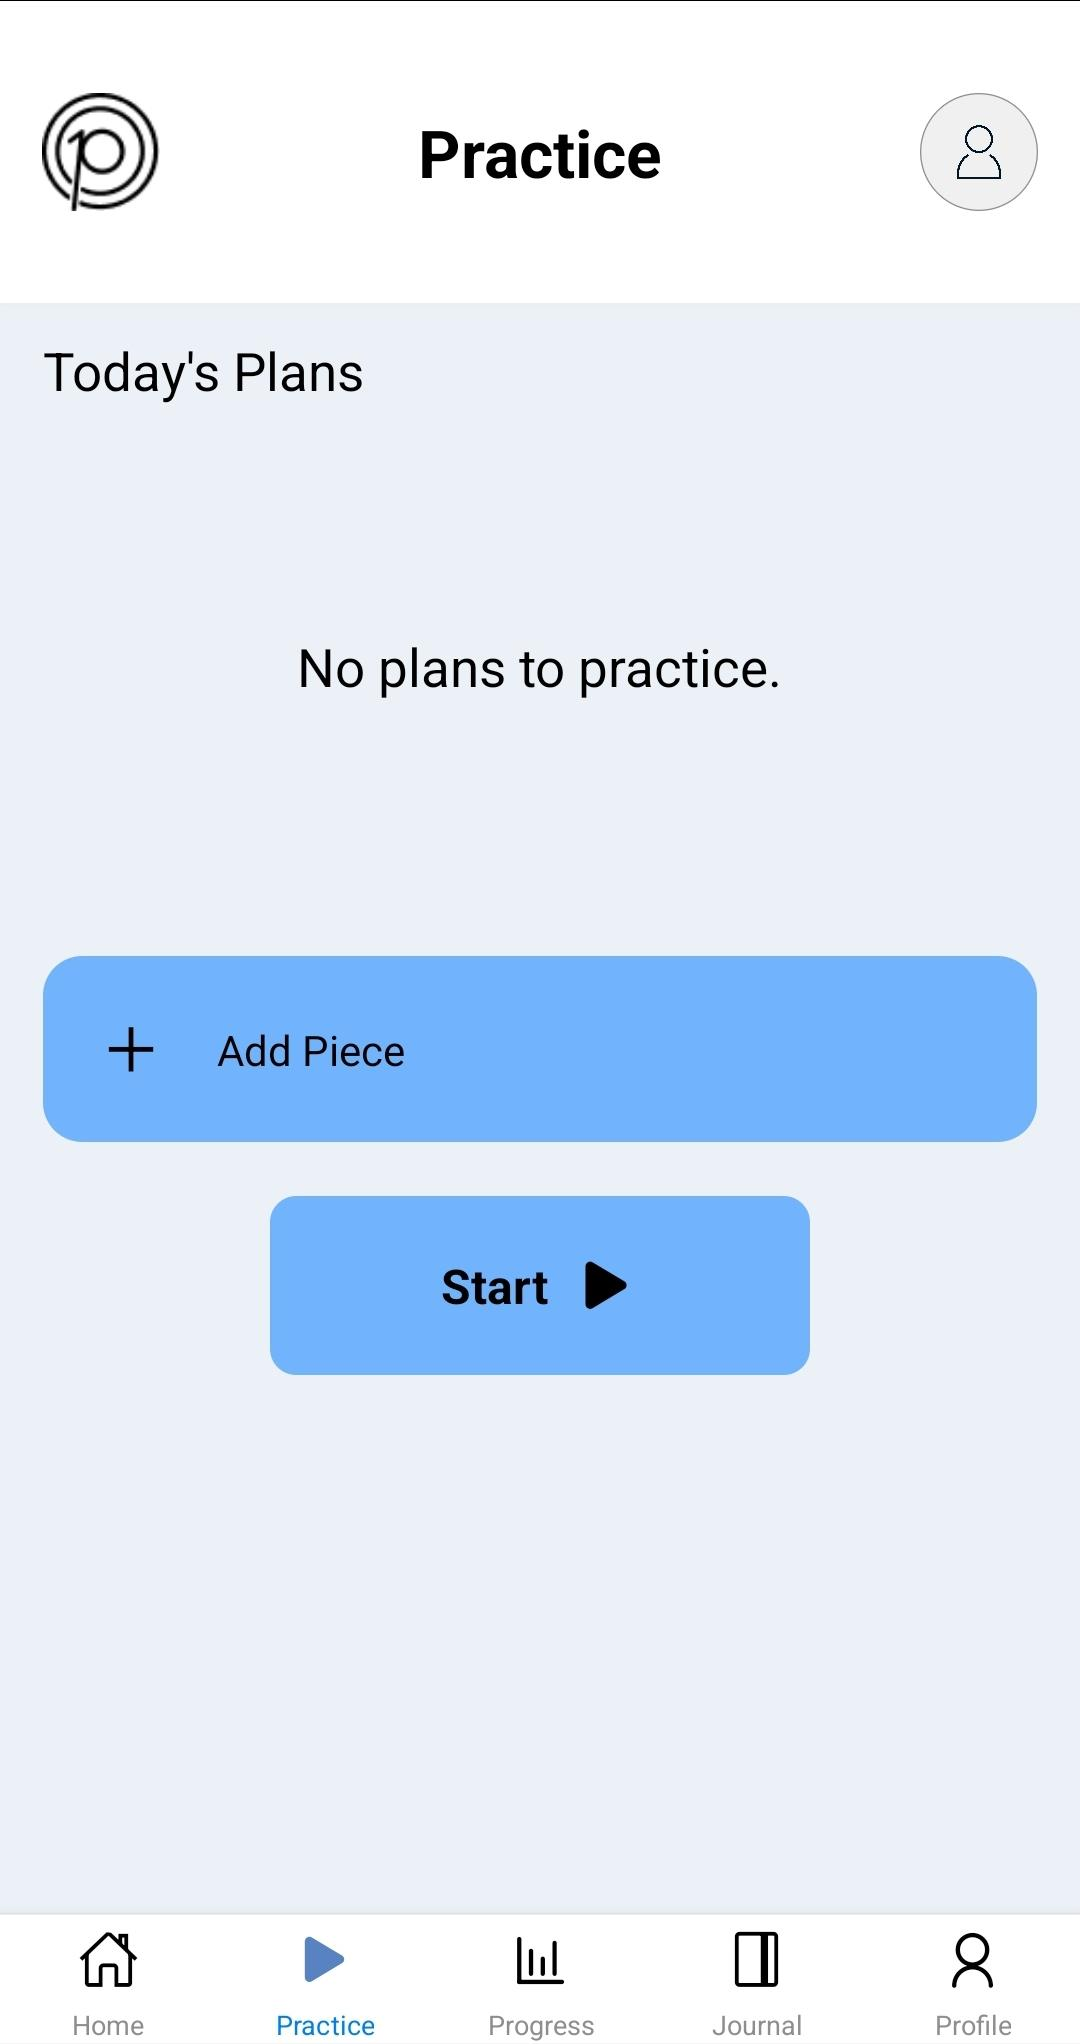 Practice
Today's Plans
No plans to practice.
Add Piece
Start
Home
Practice
Progress
Journal
Profile